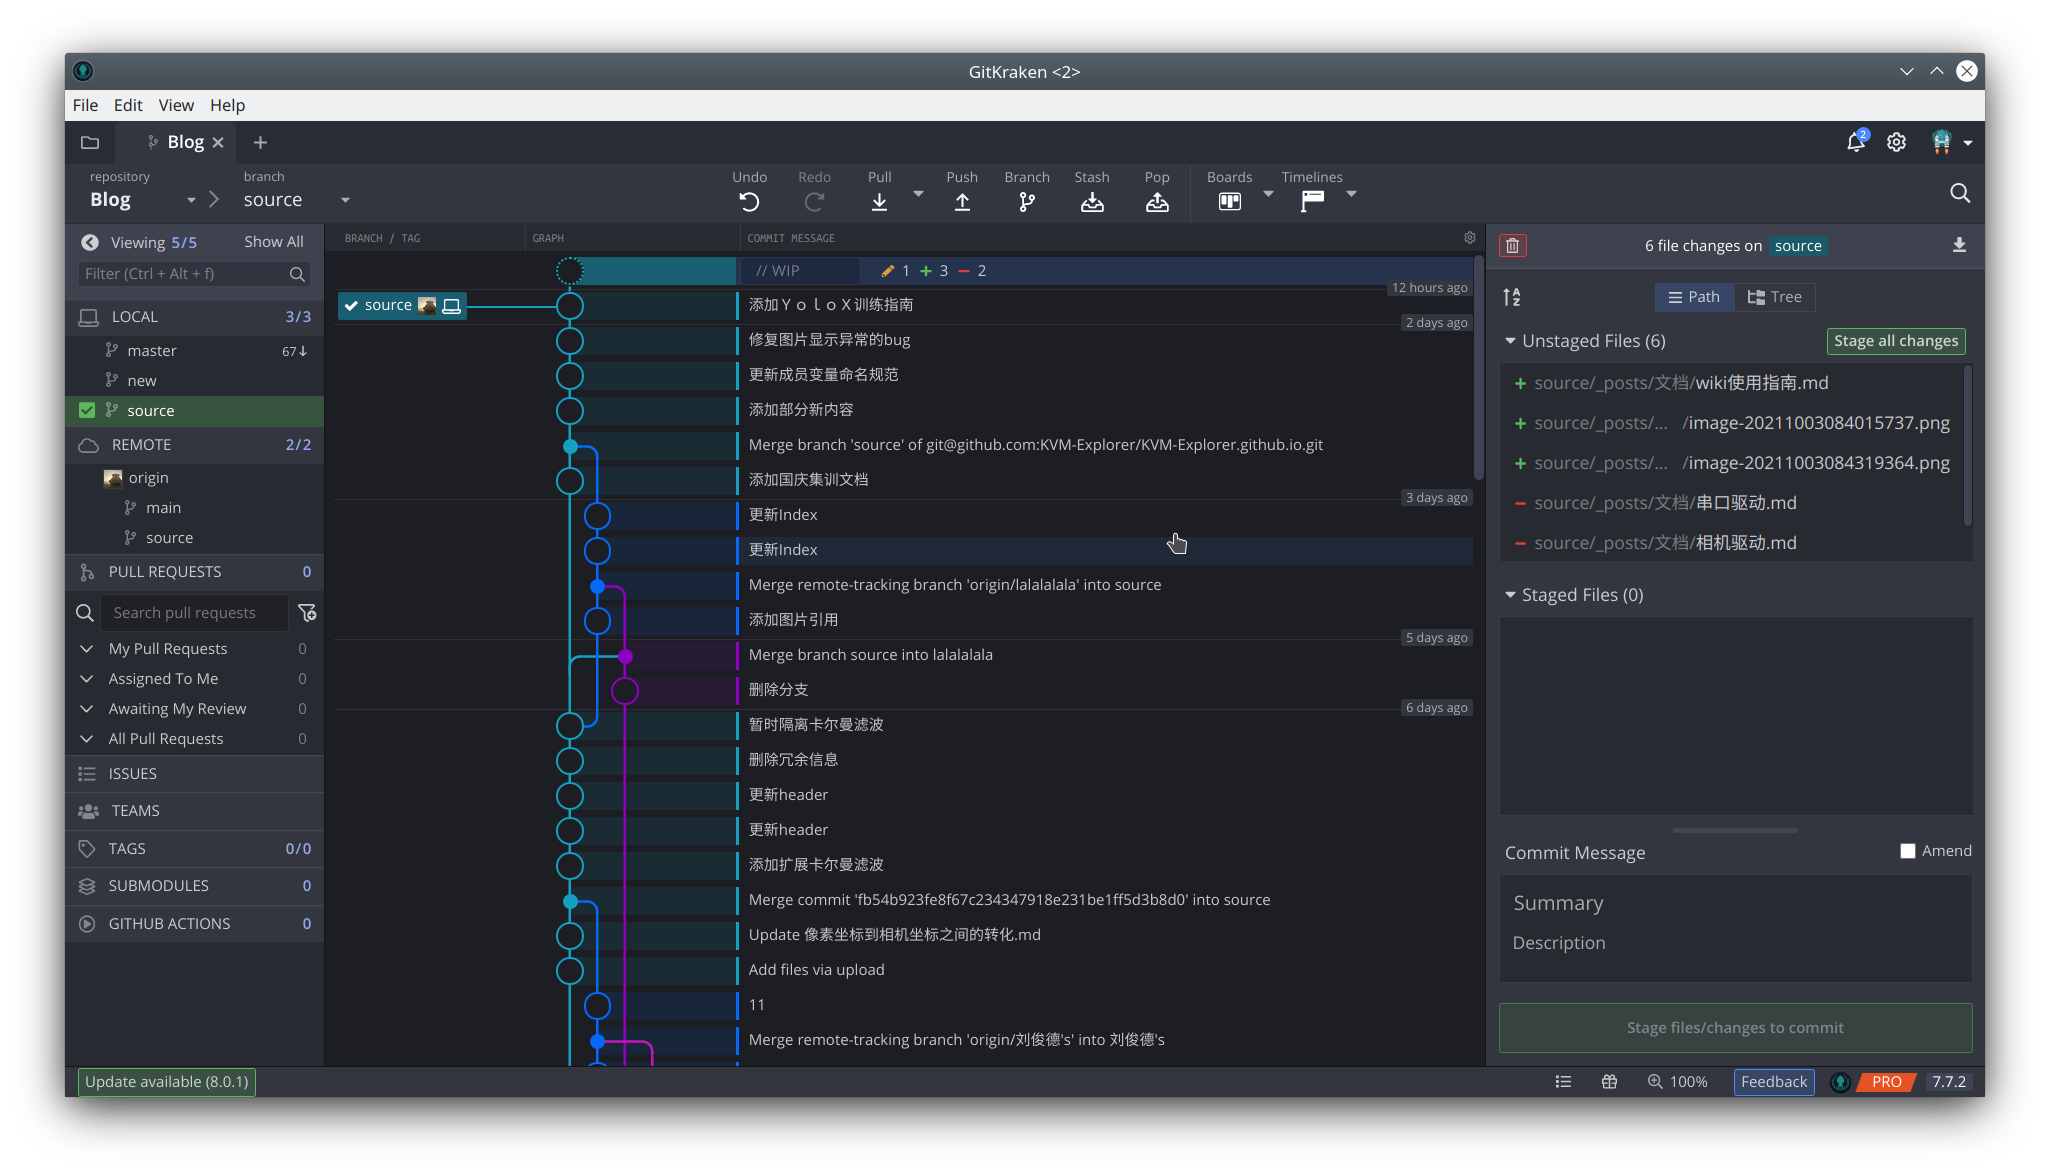 GitKraken <2>
File Edit View Help
Blog
2
repository
Blog
branch
source
Undo Redo Pull Push Branch Stash Pop Boards Timelines
Viewing 5/5 Show All
Filter (Ctrl + Alt + f)
LOCAL 3/3
master 67↓
new
source
REMOTE 2/2
origin
main
source
PULL REQUESTS 0
Search pull requests
My Pull Requests 0
Assigned To Me 0
Awaiting My Review 0
All Pull Requests 0
ISSUES
TEAMS
TAGS 0/0
SUBMODULES 0
GITHUB ACTIONS 0
BRANCH / TAG GRAPH COMMIT MESSAGE
// WIP 1 + 3 − 2
12 hours ago
source 添加ＹｏｌｏＸ训练指南
2 days ago
修复图片显示异常的bug
更新成员变量命名规范
添加部分新内容
Merge branch 'source' of git@github.com:KVM-Explorer/KVM-Explorer.github.io.git
添加国庆集训文档
3 days ago
更新Index
更新Index
Merge remote-tracking branch 'origin/lalalalala' into source
添加图片引用
5 days ago
Merge branch source into lalalalala
删除分支
6 days ago
暂时隔离卡尔曼滤波
删除冗余信息
更新header
更新header
添加扩展卡尔曼滤波
Merge commit 'fb54b923fe8f67c234347918e231be1ff5d3b8d0' into source
Update 像素坐标到相机坐标之间的转化.md
Add files via upload
11
Merge remote-tracking branch 'origin/刘俊德's' into 刘俊德's
6 file changes on source
Path Tree
Unstaged Files (6) Stage all changes
+ source/_posts/文档/wiki使用指南.md
+ source/_posts/... /image-20211003084015737.png
+ source/_posts/... /image-20211003084319364.png
− source/_posts/文档/串口驱动.md
− source/_posts/文档/相机驱动.md
Staged Files (0)
Commit Message Amend
Summary
Description
Stage files/changes to commit
Update available (8.0.1)
100% Feedback PRO 7.7.2